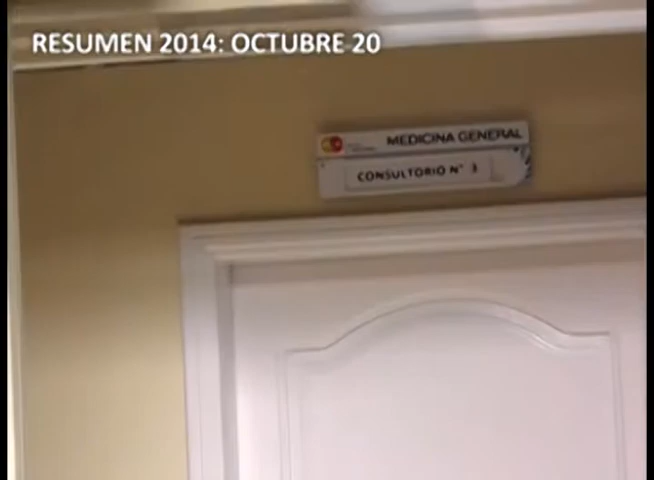 RESUMEN 2014: OCTUBRE 20
MEDICINA GENERAL
CONSULTORIO N° 3